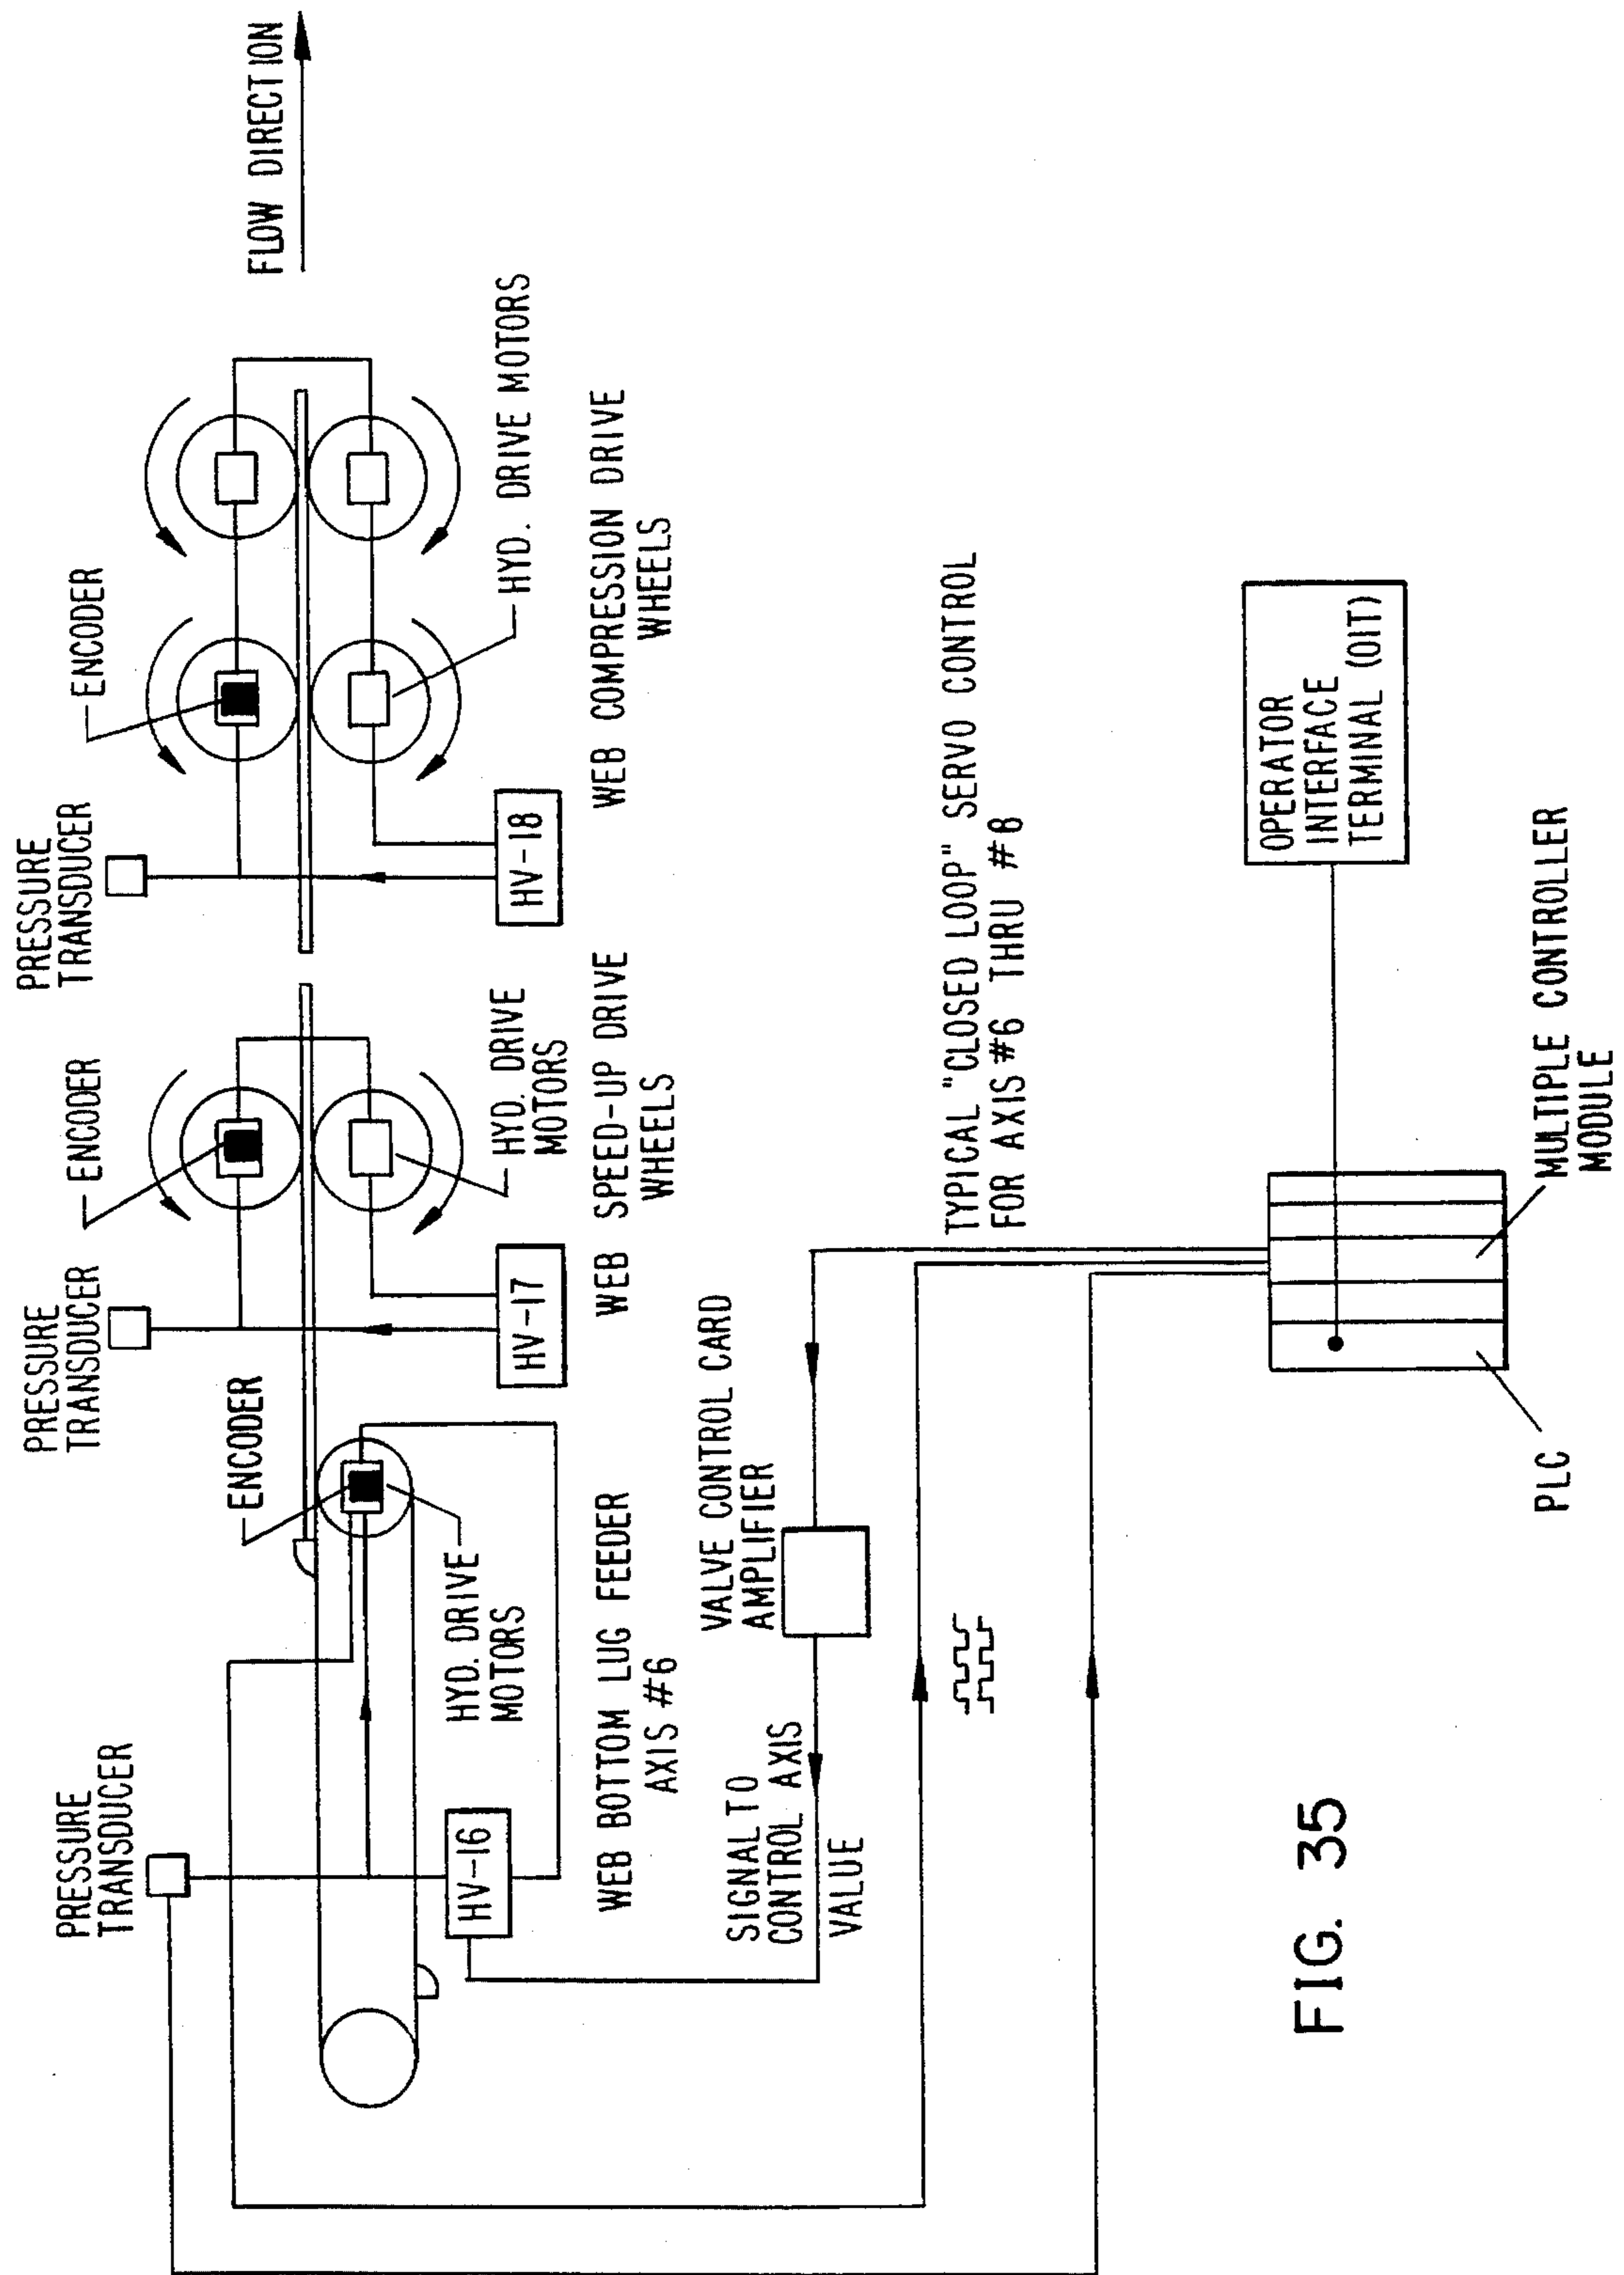 FLOW DIRECTION
PRESSURE
TRANSDUCER
PRESSURE
TRANSDUCER
ENCODER
PRESSURE
TRANSDUCER
ENCODER
ENCODER
HYD. DRIVE
MOTORS
HYD. DRIVE
MOTORS
HYD. DRIVE MOTORS
HV-16
HV-17
HV-18
WEB BOTTOM LUG FEEDER
AXIS #6
WEB SPEED-UP DRIVE
WHEELS
WEB COMPRESSION DRIVE
WHEELS
SIGNAL TO
CONTROL AXIS
VALUE
VALVE CONTROL CARD
AMPLIFIER
TYPICAL "CLOSED LOOP" SERVO CONTROL
FOR AXIS #6 THRU #8
OPERATOR
INTERFACE
TERMINAL (OIT)
PLC
MULTIPLE CONTROLLER
MODULE
FIG. 35